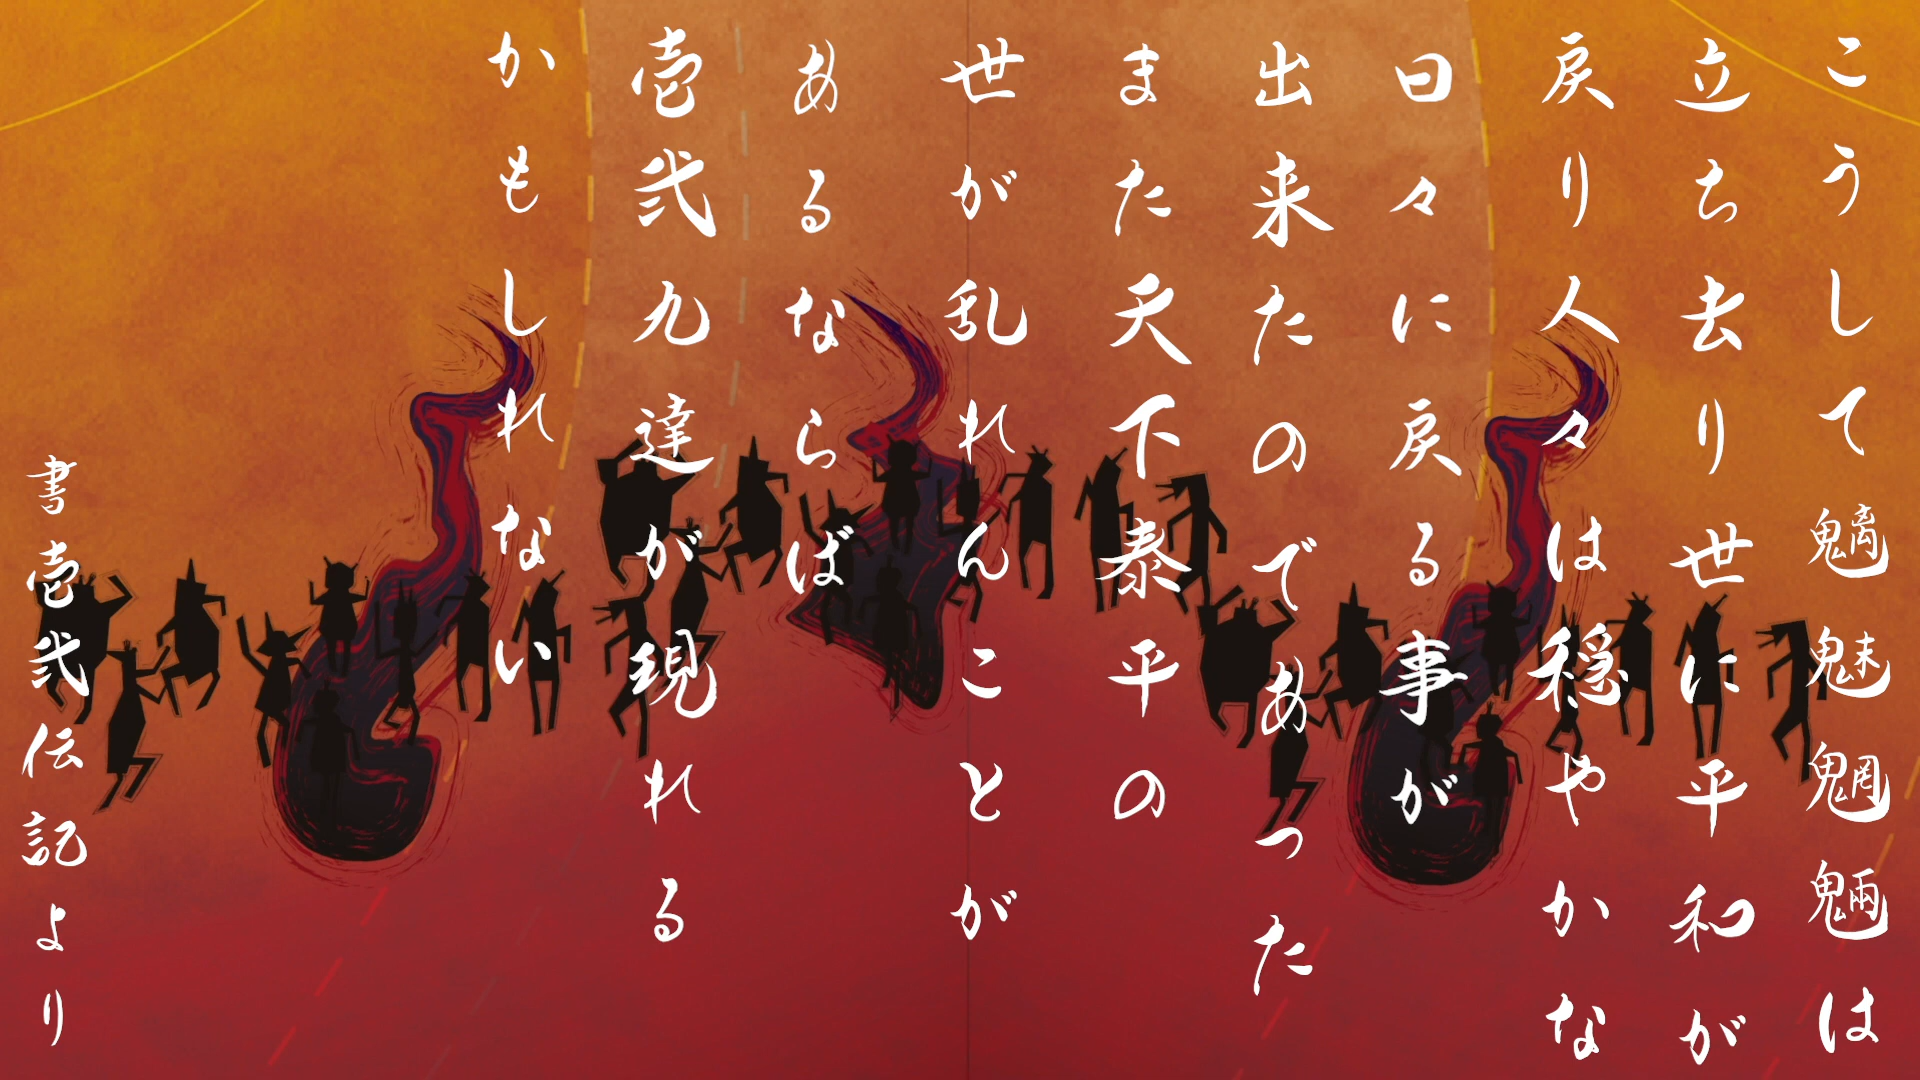 こうして魑魅魍魎は
立ち去り世に平和が
戻り人々は穏やかな
日々に戻る事が
出来たのであった
また天下泰平の
世が乱れんことが
あるならば
壱弐九達が現れる
かもしれない
書壱弐伝記より